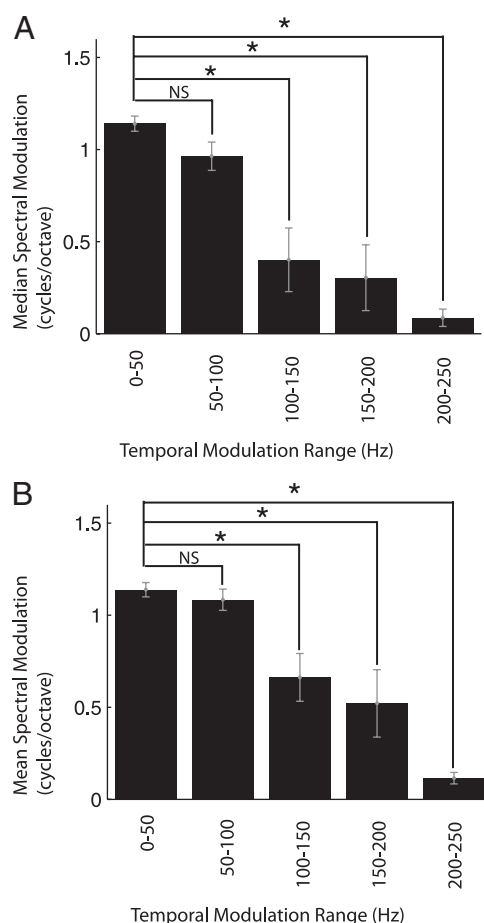 A
*
*
*
NS
1.5
1
0.5
0
Median Spectral Modulation
(cycles/octave)
0-50
50-100
100-150
150-200
200-250
Temporal Modulation Range (Hz)
B
*
*
*
NS
1.5
1
0.5
0
Mean Spectral Modulation
(cycles/octave)
0-50
50-100
100-150
150-200
200-250
Temporal Modulation Range (Hz)